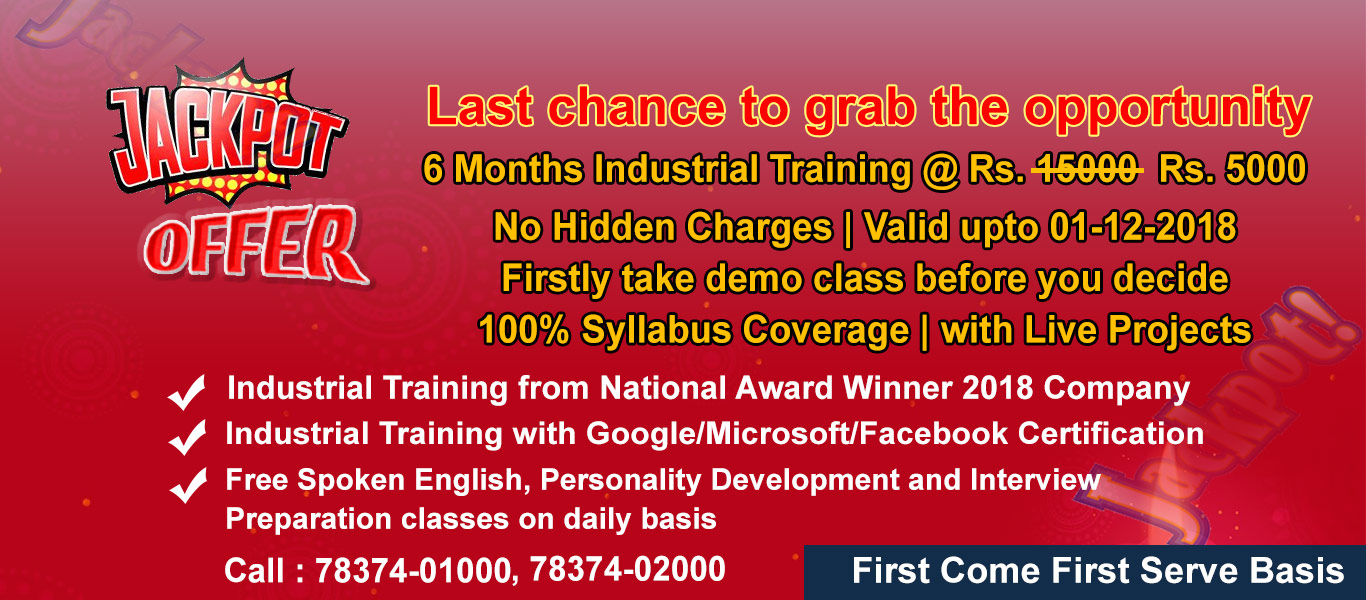 Jack
JACKPOT
OFFER
Last chance to grab the opportunity
6 Months Industrial Training @ Rs. 15000 Rs. 5000
No Hidden Charges | Valid upto 01-12-2018
Firstly take demo class before you decide
100% Syllabus Coverage | with Live Projects
Jackpot!
Industrial Training from National Award Winner 2018 Company
Industrial Training with Google/Microsoft/Facebook Certification
Free Spoken English, Personality Development and Interview
Preparation classes on daily basis
Call : 78374-01000, 78374-02000
First Come First Serve Basis